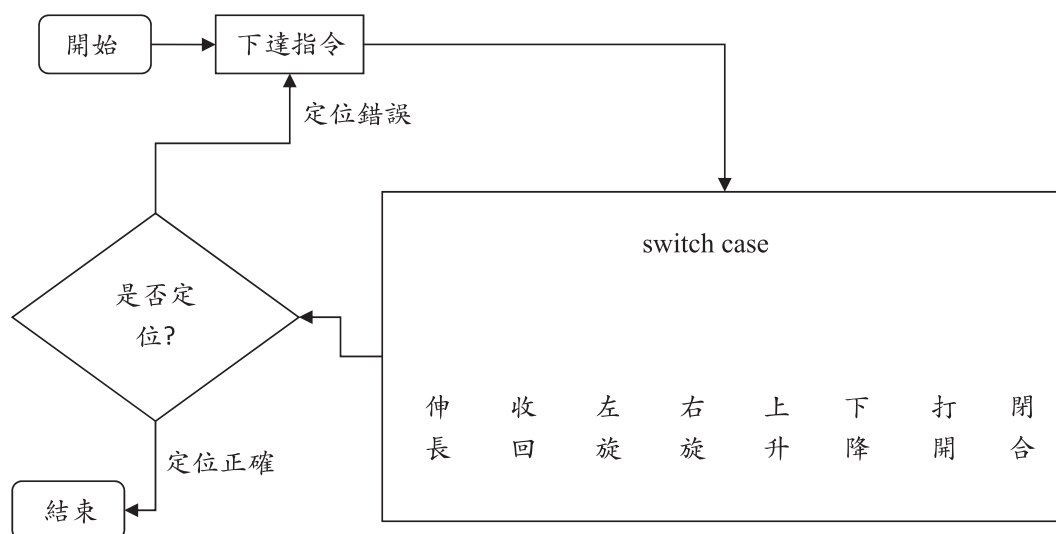 開始
下達指令
定位錯誤
switch case
是否定
位?
伸長
收回
左旋
右旋
上升
下降
打開
閉合
定位正確
結束